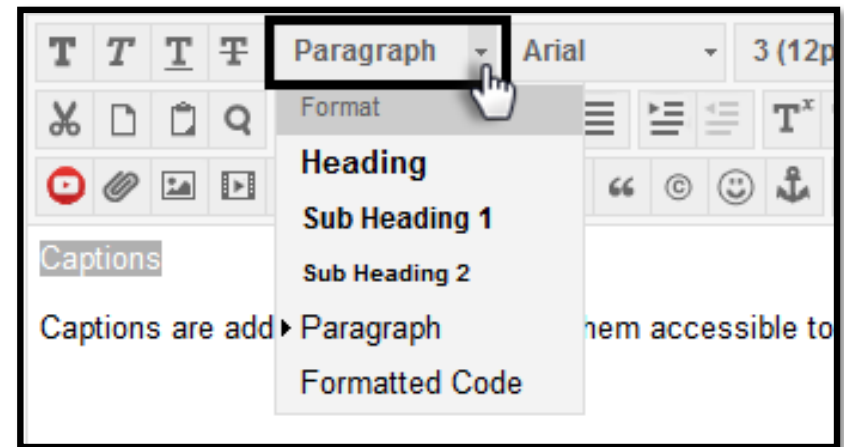 T T T T Paragraph Arial 3 (12p
Format
Tx
Heading
Sub Heading 1
Sub Heading 2
Captions
Captions are add Paragraph hem accessible to
Formatted Code